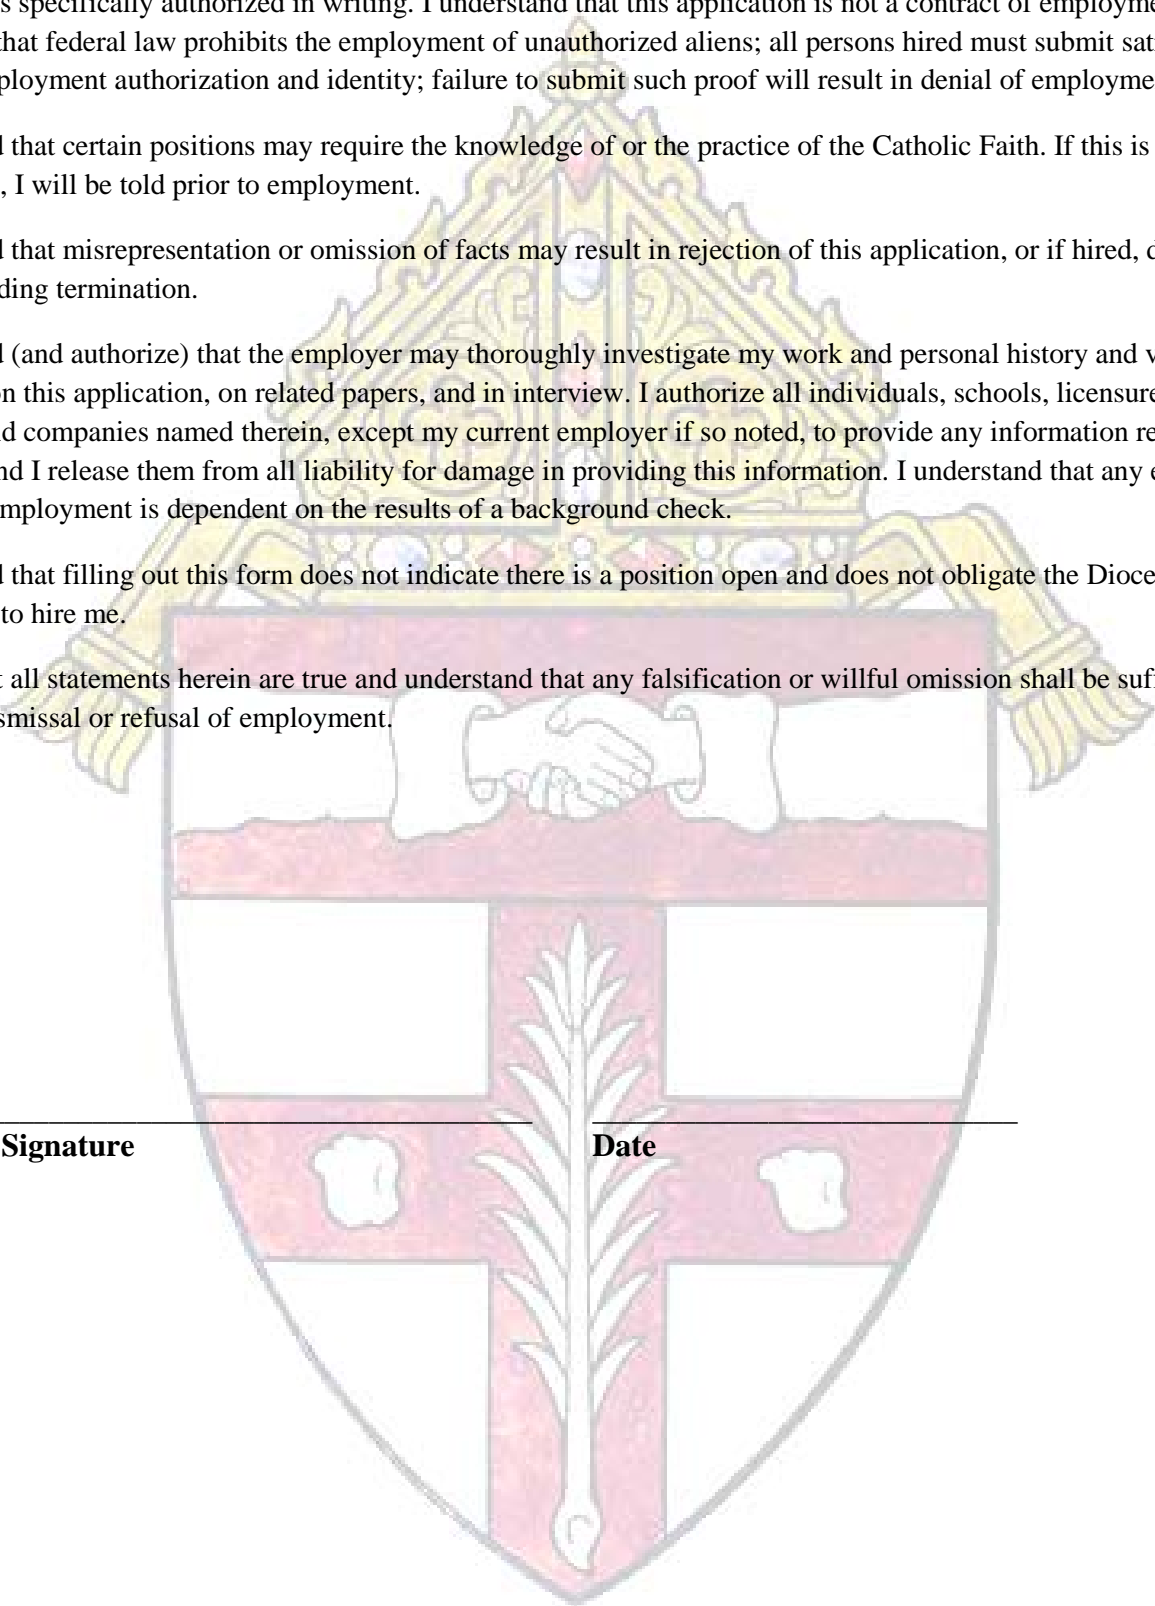 s specifically authorized in writing. I understand that this application is not a contract of employme
that federal law prohibits the employment of unauthorized aliens; all persons hired must submit sat
ployment authorization and identity; failure to submit such proof will result in denial of employme
d that certain positions may require the knowledge of or the practice of the Catholic Faith. If this is
, I will be told prior to employment.
d that misrepresentation or omission of facts may result in rejection of this application, or if hired, d
ding termination.
d (and authorize) that the employer may thoroughly investigate my work and personal history and v
on this application, on related papers, and in interview. I authorize all individuals, schools, licensure
d companies named therein, except my current employer if so noted, to provide any information re
nd I release them from all liability for damage in providing this information. I understand that any e
mployment is dependent on the results of a background check.
d that filling out this form does not indicate there is a position open and does not obligate the Dioce
to hire me.
t all statements herein are true and understand that any falsification or willful omission shall be suff
smissal or refusal of employment.
Signature Date